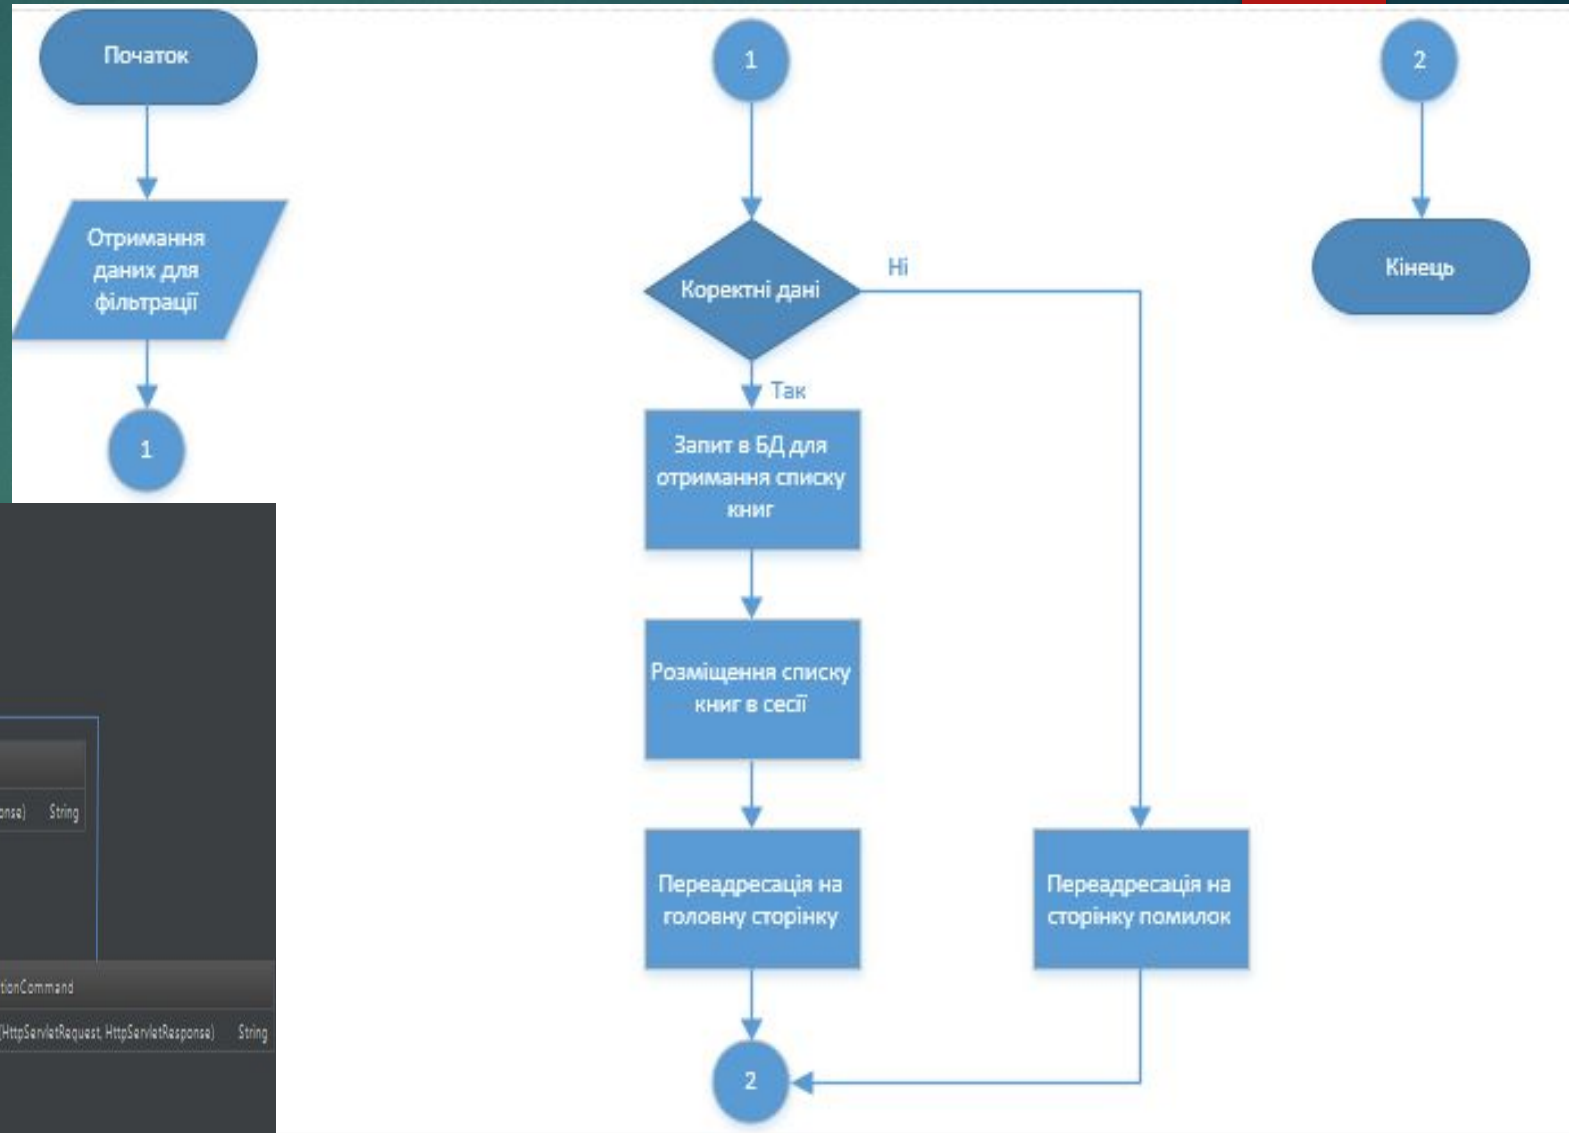 Початок
Отримання
даних для
фільтрації
1
1
Коректні дані
Ні
Так
Запит в БД для
отримання списку
книг
Розміщення списку
книг в сесії
Переадресація на
головну сторінку
Переадресація на
сторінку помилок
2
2
Кінець
String
tionCommand
(HttpServletRequest, HttpServletResponse) String